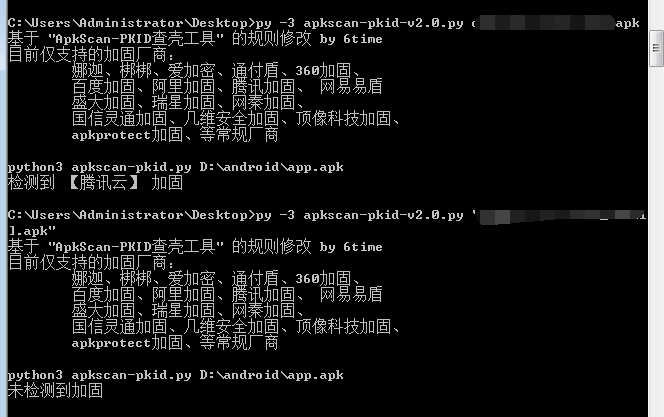 C:\Users\Administrator\Desktop>py -3 apkscan-pkid-v2.0.py apk
基于 "ApkScan-PKID查壳工具" 的规则修改 by 6time
目前仅支持的加固厂商：
娜迦、梆梆、爱加密、通付盾、360加固、
百度加固、阿里加固、腾讯加固、 网易易盾
盛大加固、瑞星加固、网秦加固、
国信灵通加固、几维安全加固、顶像科技加固、
apkprotect加固、等常规厂商
python3 apkscan-pkid.py D:\android\app.apk
检测到 【腾讯云】 加固
C:\Users\Administrator\Desktop>py -3 apkscan-pkid-v2.0.py "
].apk"
基于 "ApkScan-PKID查壳工具" 的规则修改 by 6time
目前仅支持的加固厂商：
娜迦、梆梆、爱加密、通付盾、360加固、
百度加固、阿里加固、腾讯加固、 网易易盾
盛大加固、瑞星加固、网秦加固、
国信灵通加固、几维安全加固、顶像科技加固、
apkprotect加固、等常规厂商
python3 apkscan-pkid.py D:\android\app.apk
未检测到加固